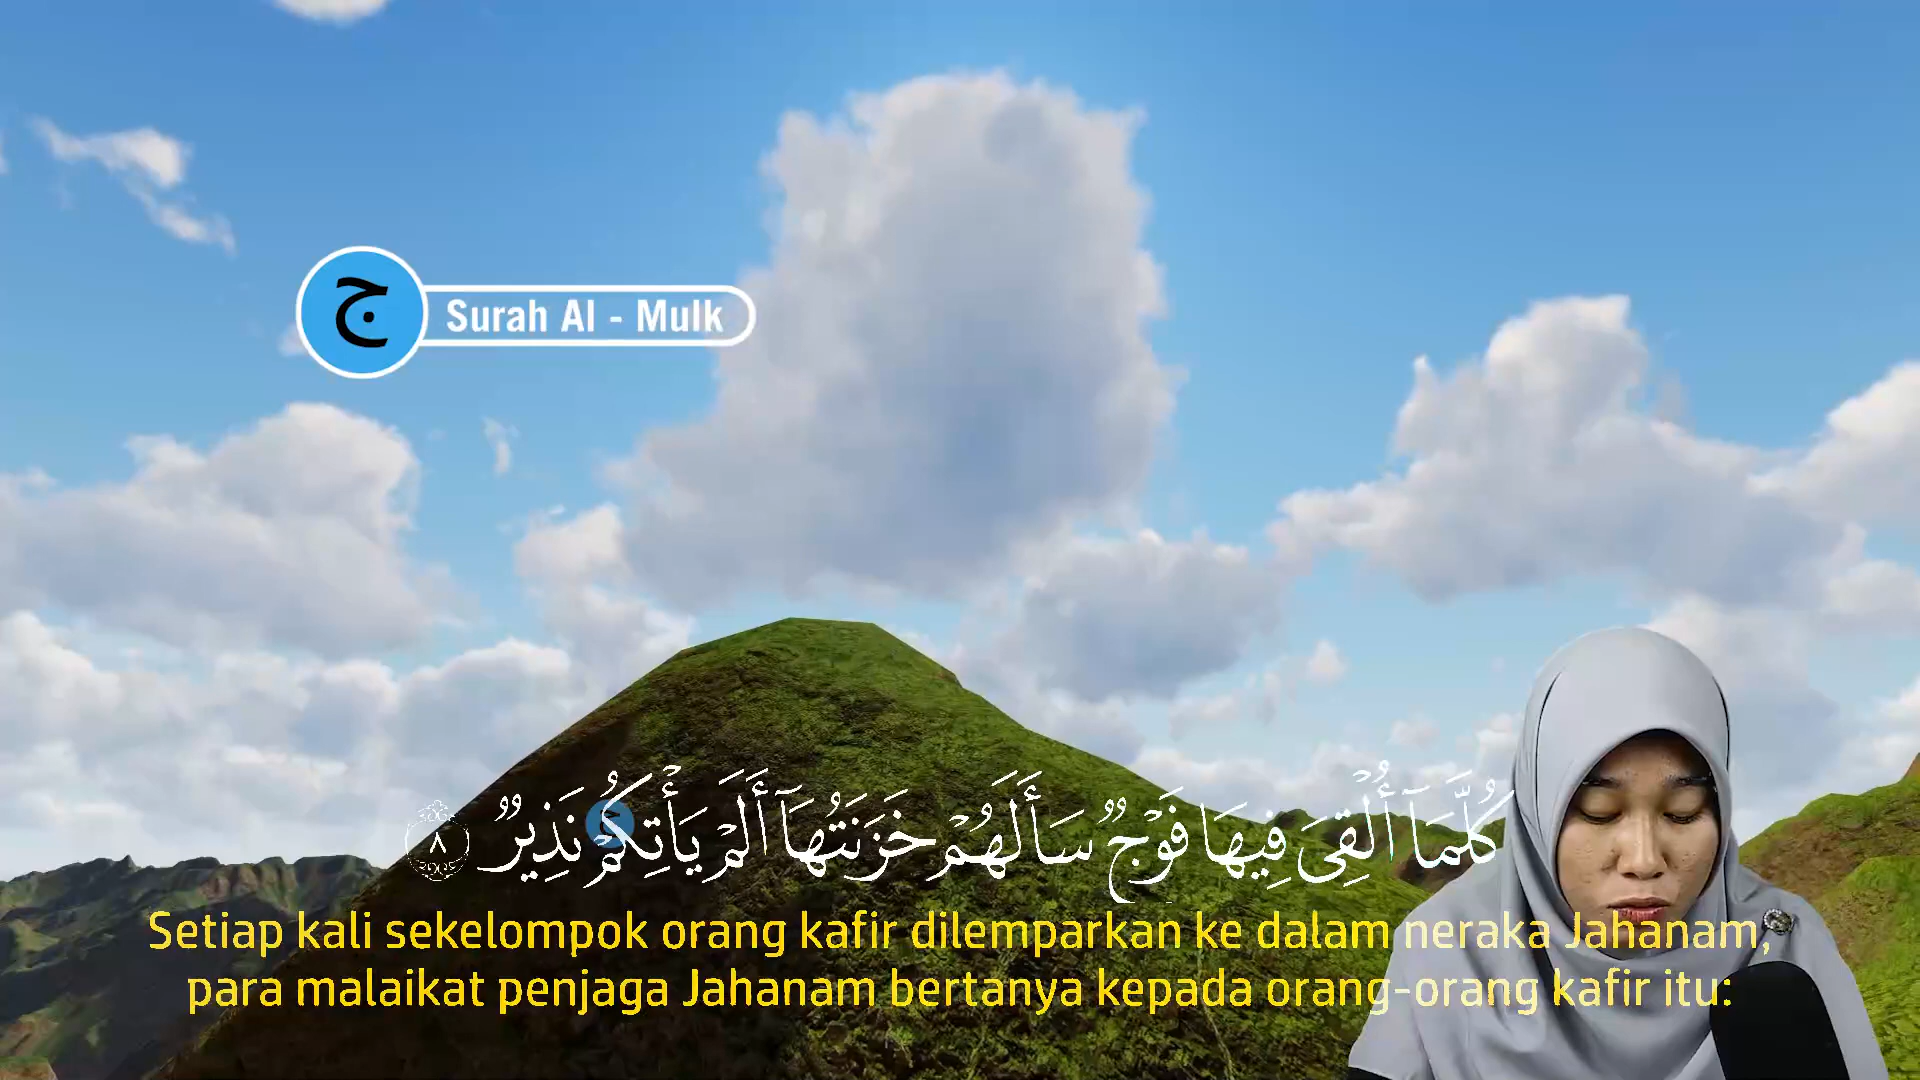 ج
Surah Al - Mulk
كُلَّمَآ أُلْقِىَ فِيهَا فَوْجٌ سَأَلَهُمْ خَزَنَتُهَآ أَلَمْ يَأْتِكُمْ نَذِيرٌ ٨
Setiap kali sekelompok orang kafir dilemparkan ke dalam neraka Jahanam,
para malaikat penjaga Jahanam bertanya kepada orang-orang kafir itu: